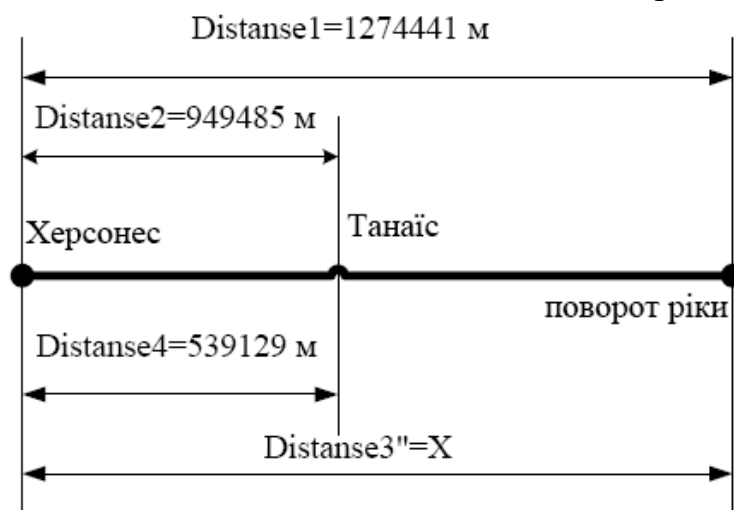 Distanse1=1274441 м
Distanse2=949485 м
Херсонес
Танаїс
поворот ріки
Distanse4=539129 м
Distanse3"=X